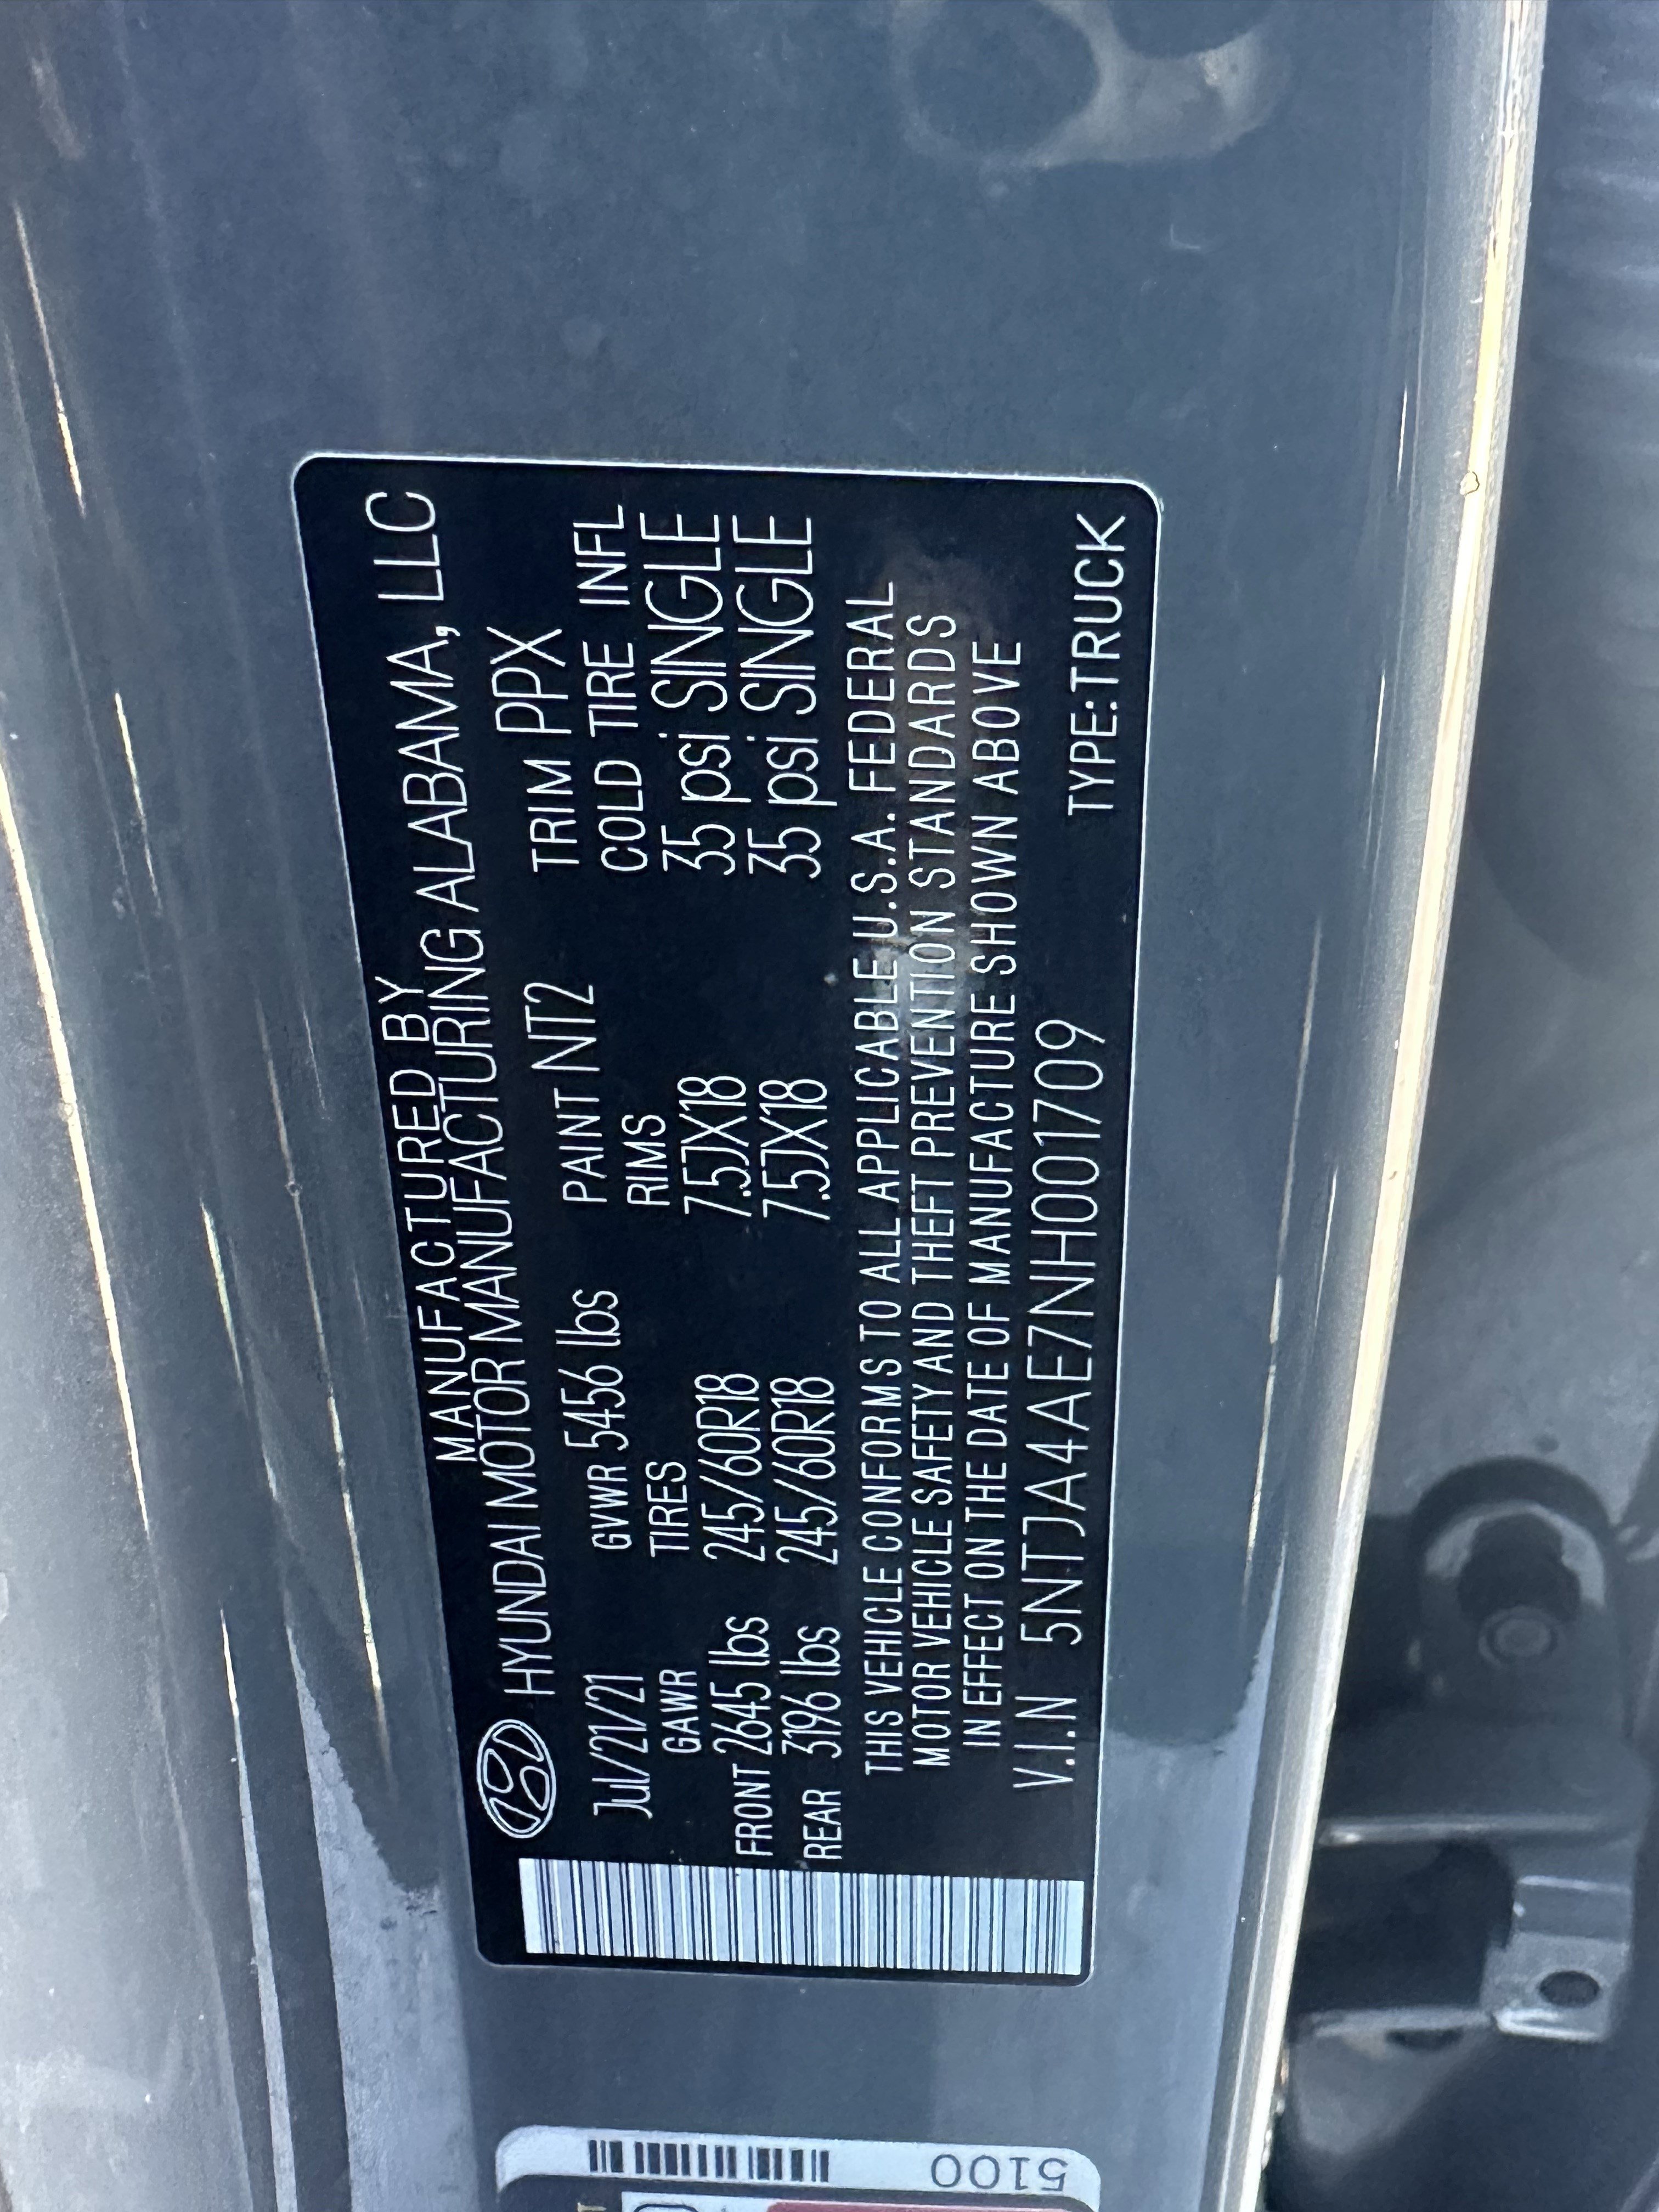 MANUFACTURED BY
HYUNDAI MOTOR MANUFACTURING ALABAMA, LLC
Jul/21/21 GVWR 5456 lbs PAINT NT2 TRIM PPX
GAWR TIRES RIMS COLD TIRE INFL
FRONT 2645 lbs 245/60R18 7.5JX18 35 psi SINGLE
REAR 3196 lbs 245/60R18 7.5JX18 35 psi SINGLE
THIS VEHICLE CONFORMS TO ALL APPLICABLE U.S.A. FEDERAL
MOTOR VEHICLE SAFETY AND THEFT PREVENTION STANDARDS
IN EFFECT ON THE DATE OF MANUFACTURE SHOWN ABOVE
V.I.N 5NTJA4AE7NH001709 TYPE:TRUCK
5100